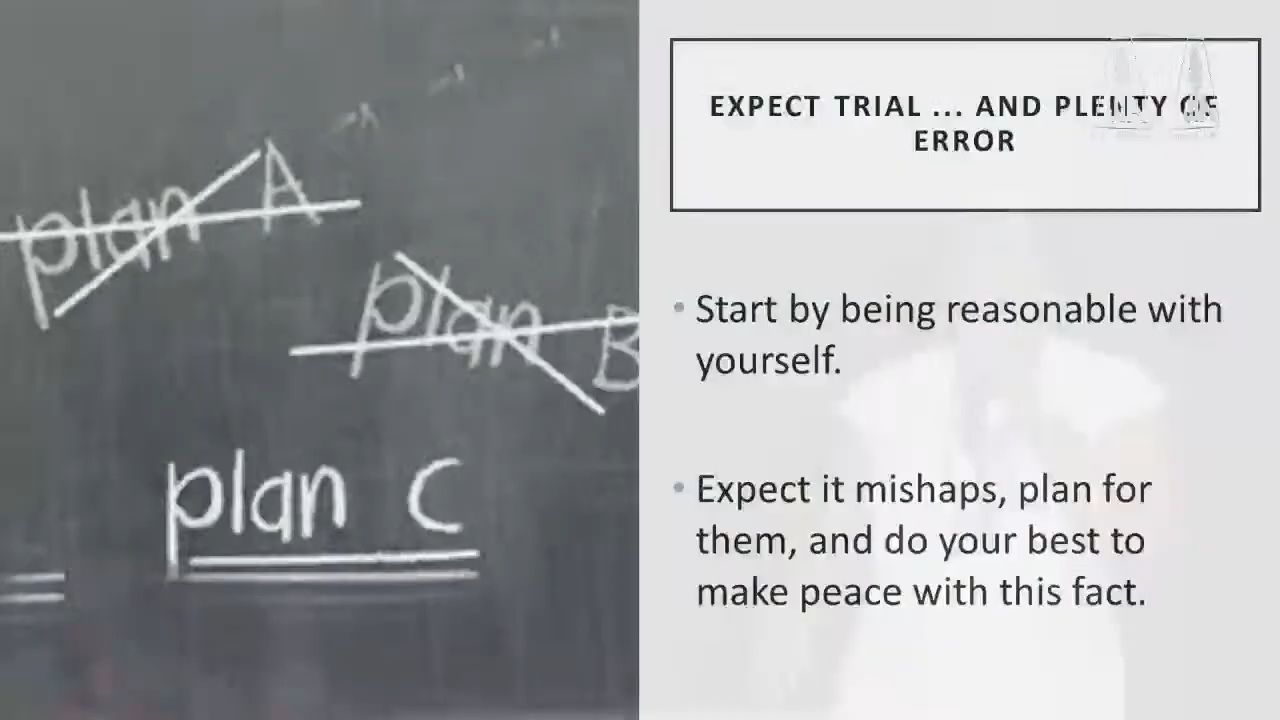 plan A
plan B
plan C
EXPECT TRIAL ... AND PLENTY OF
ERROR
• Start by being reasonable with
yourself.
• Expect it mishaps, plan for
them, and do your best to
make peace with this fact.